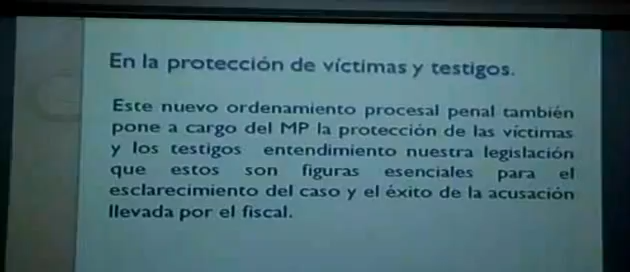 En la protección de víctimas y testigos.
Este nuevo ordenamiento procesal penal también
pone a cargo del MP la protección de las víctimas
y los testigos entendimiento nuestra legislación
que estos son figuras esenciales para el
esclarecimiento del caso y el éxito de la acusación
llevada por el fiscal.